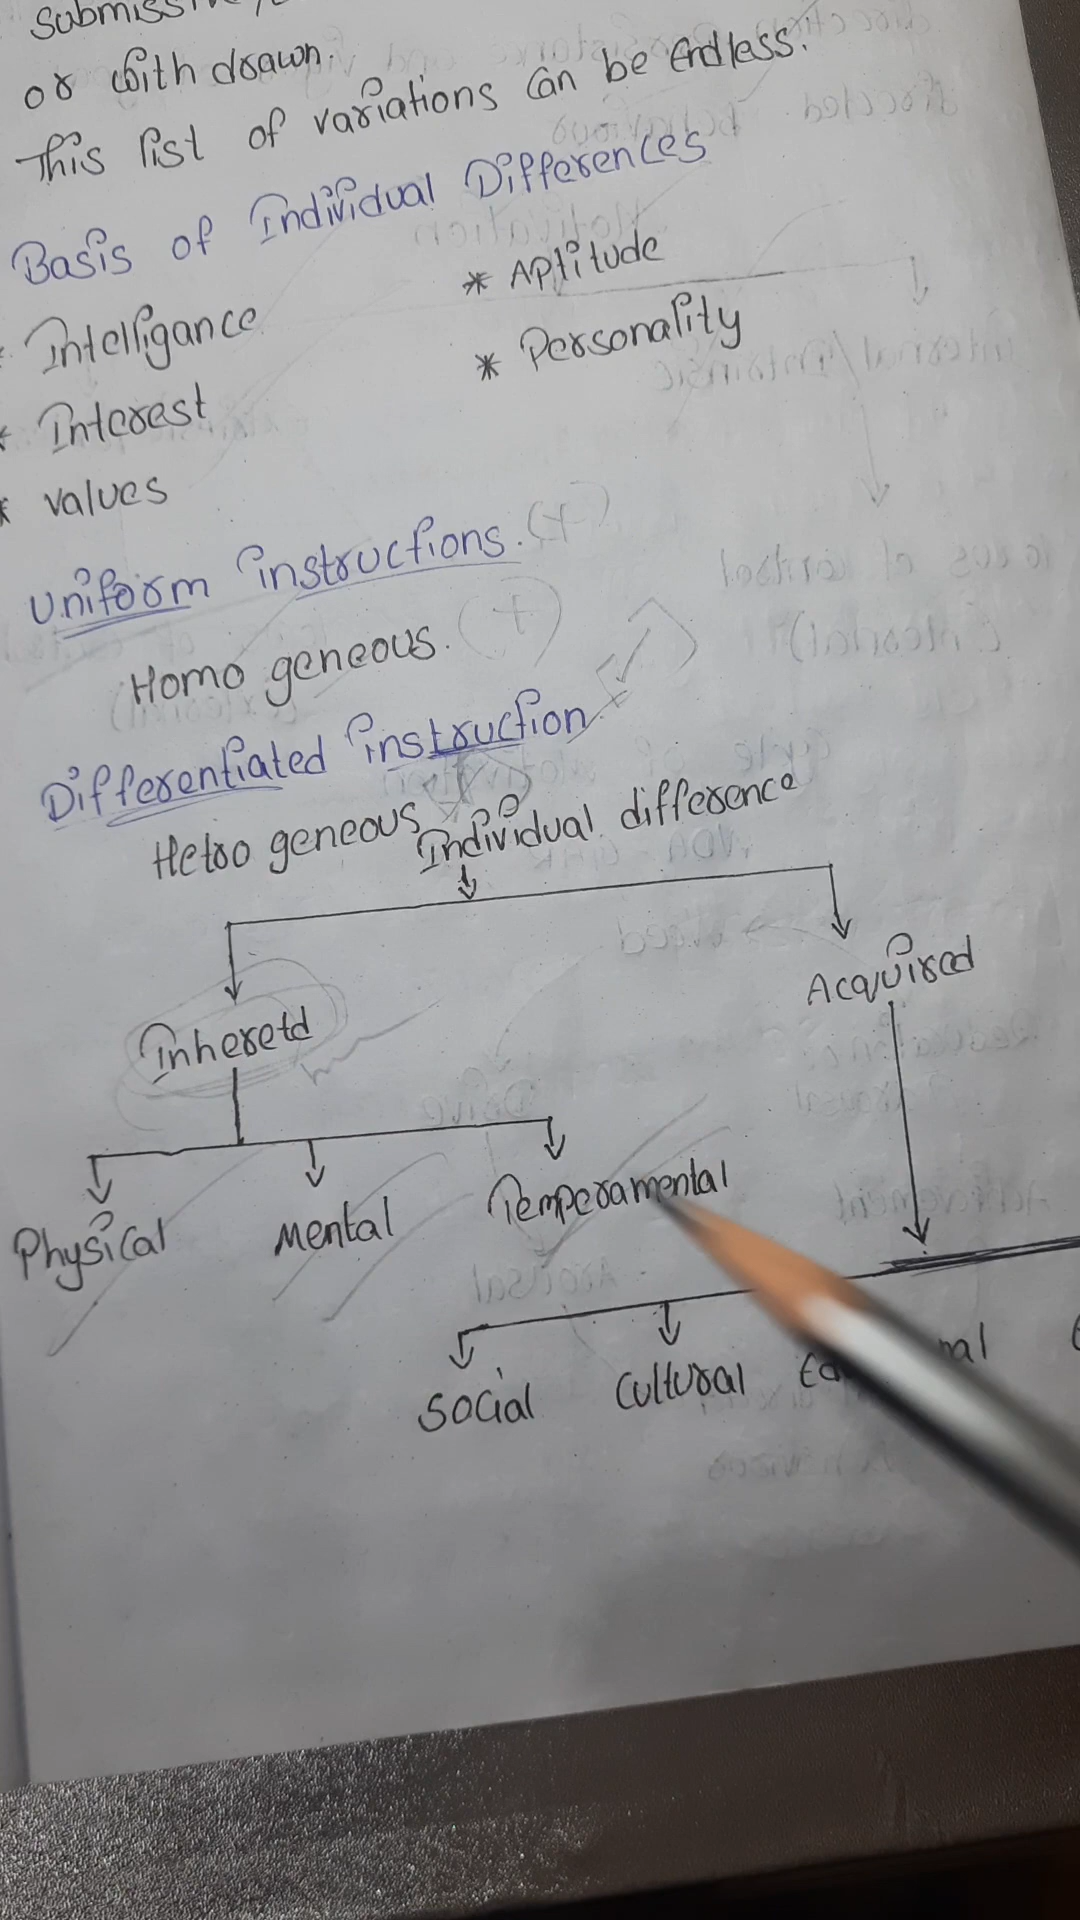 or with drawn.
This list of variations can be Endless.
Basis of Individual Differences
* Intelligance
* Aptitude
* Interest
* Personality
* values
Uniform instructions. (+)
Homo geneous. (+)
Differentiated instruction
Hetro geneous
Individual difference
Inheretd
Acquired
Physical
Mental
Temperamental
Social
Cultural